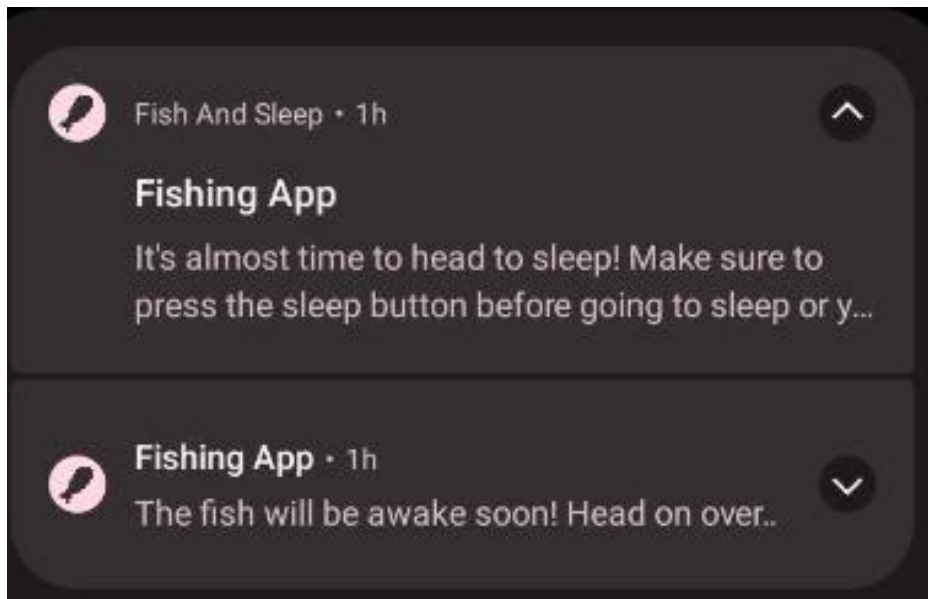 Fish And Sleep • 1h
Fishing App
It's almost time to head to sleep! Make sure to
press the sleep button before going to sleep or y...
Fishing App • 1h
The fish will be awake soon! Head on over..